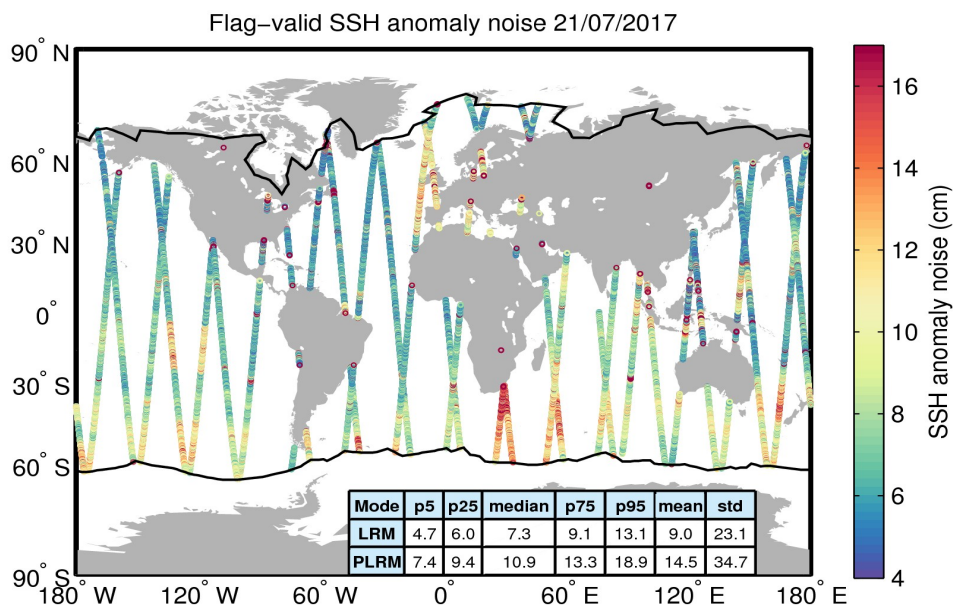 Flag−valid SSH anomaly noise 21/07/2017
90° N
60° N
30° N
0°
30° S
60° S
90° S
180° W 120° W 60° W 0° 60° E 120° E 180° E
Mode p5 p25 median p75 p95 mean std
LRM 4.7 6.0 7.3 9.1 13.1 9.0 23.1
PLRM 7.4 9.4 10.9 13.3 18.9 14.5 34.7
16
14
12
10
8
6
4
SSH anomaly noise (cm)